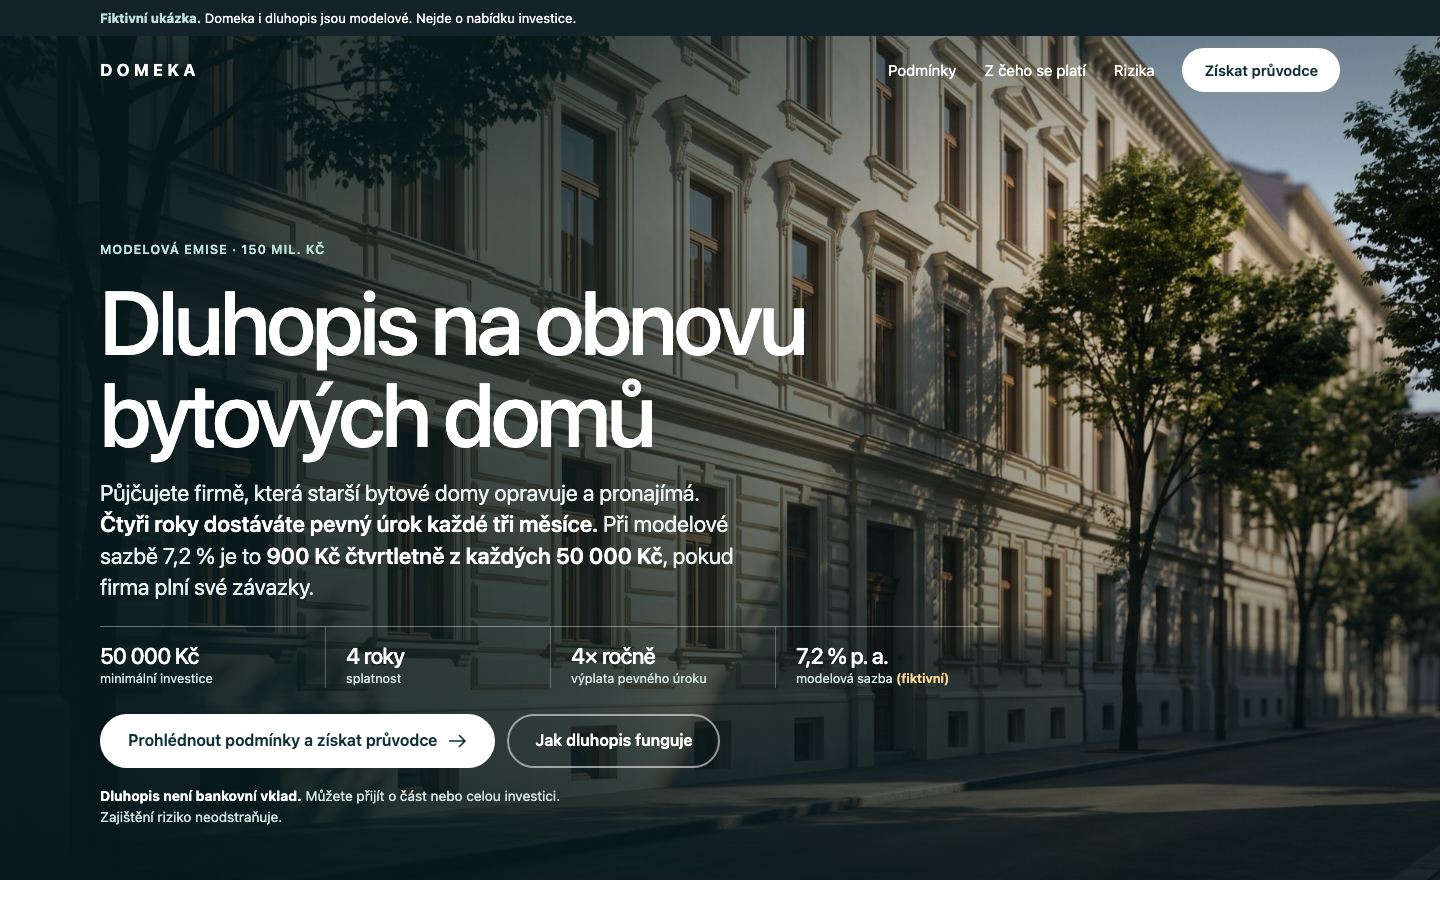 Fiktivní ukázka. Domeka i dluhopis jsou modelové. Nejde o nabídku investice.
DOMEKA
Podmínky
Z čeho se platí
Rizika
Získat průvodce
MODELOVÁ EMISE · 150 MIL. KČ
Dluhopis na obnovu
bytových domů
Půjčujete firmě, která starší bytové domy opravuje a pronajímá.
Čtyři roky dostáváte pevný úrok každé tři měsíce. Při modelové
sazbě 7,2 % je to 900 Kč čtvrtletně z každých 50 000 Kč, pokud
firma plní své závazky.
50 000 Kč
minimální investice
4 roky
splatnost
4× ročně
výplata pevného úroku
7,2 % p. a.
modelová sazba (fiktivní)
Prohlédnout podmínky a získat průvodce →
Jak dluhopis funguje
Dluhopis není bankovní vklad. Můžete přijít o část nebo celou investici.
Zajištění riziko neodstraňuje.